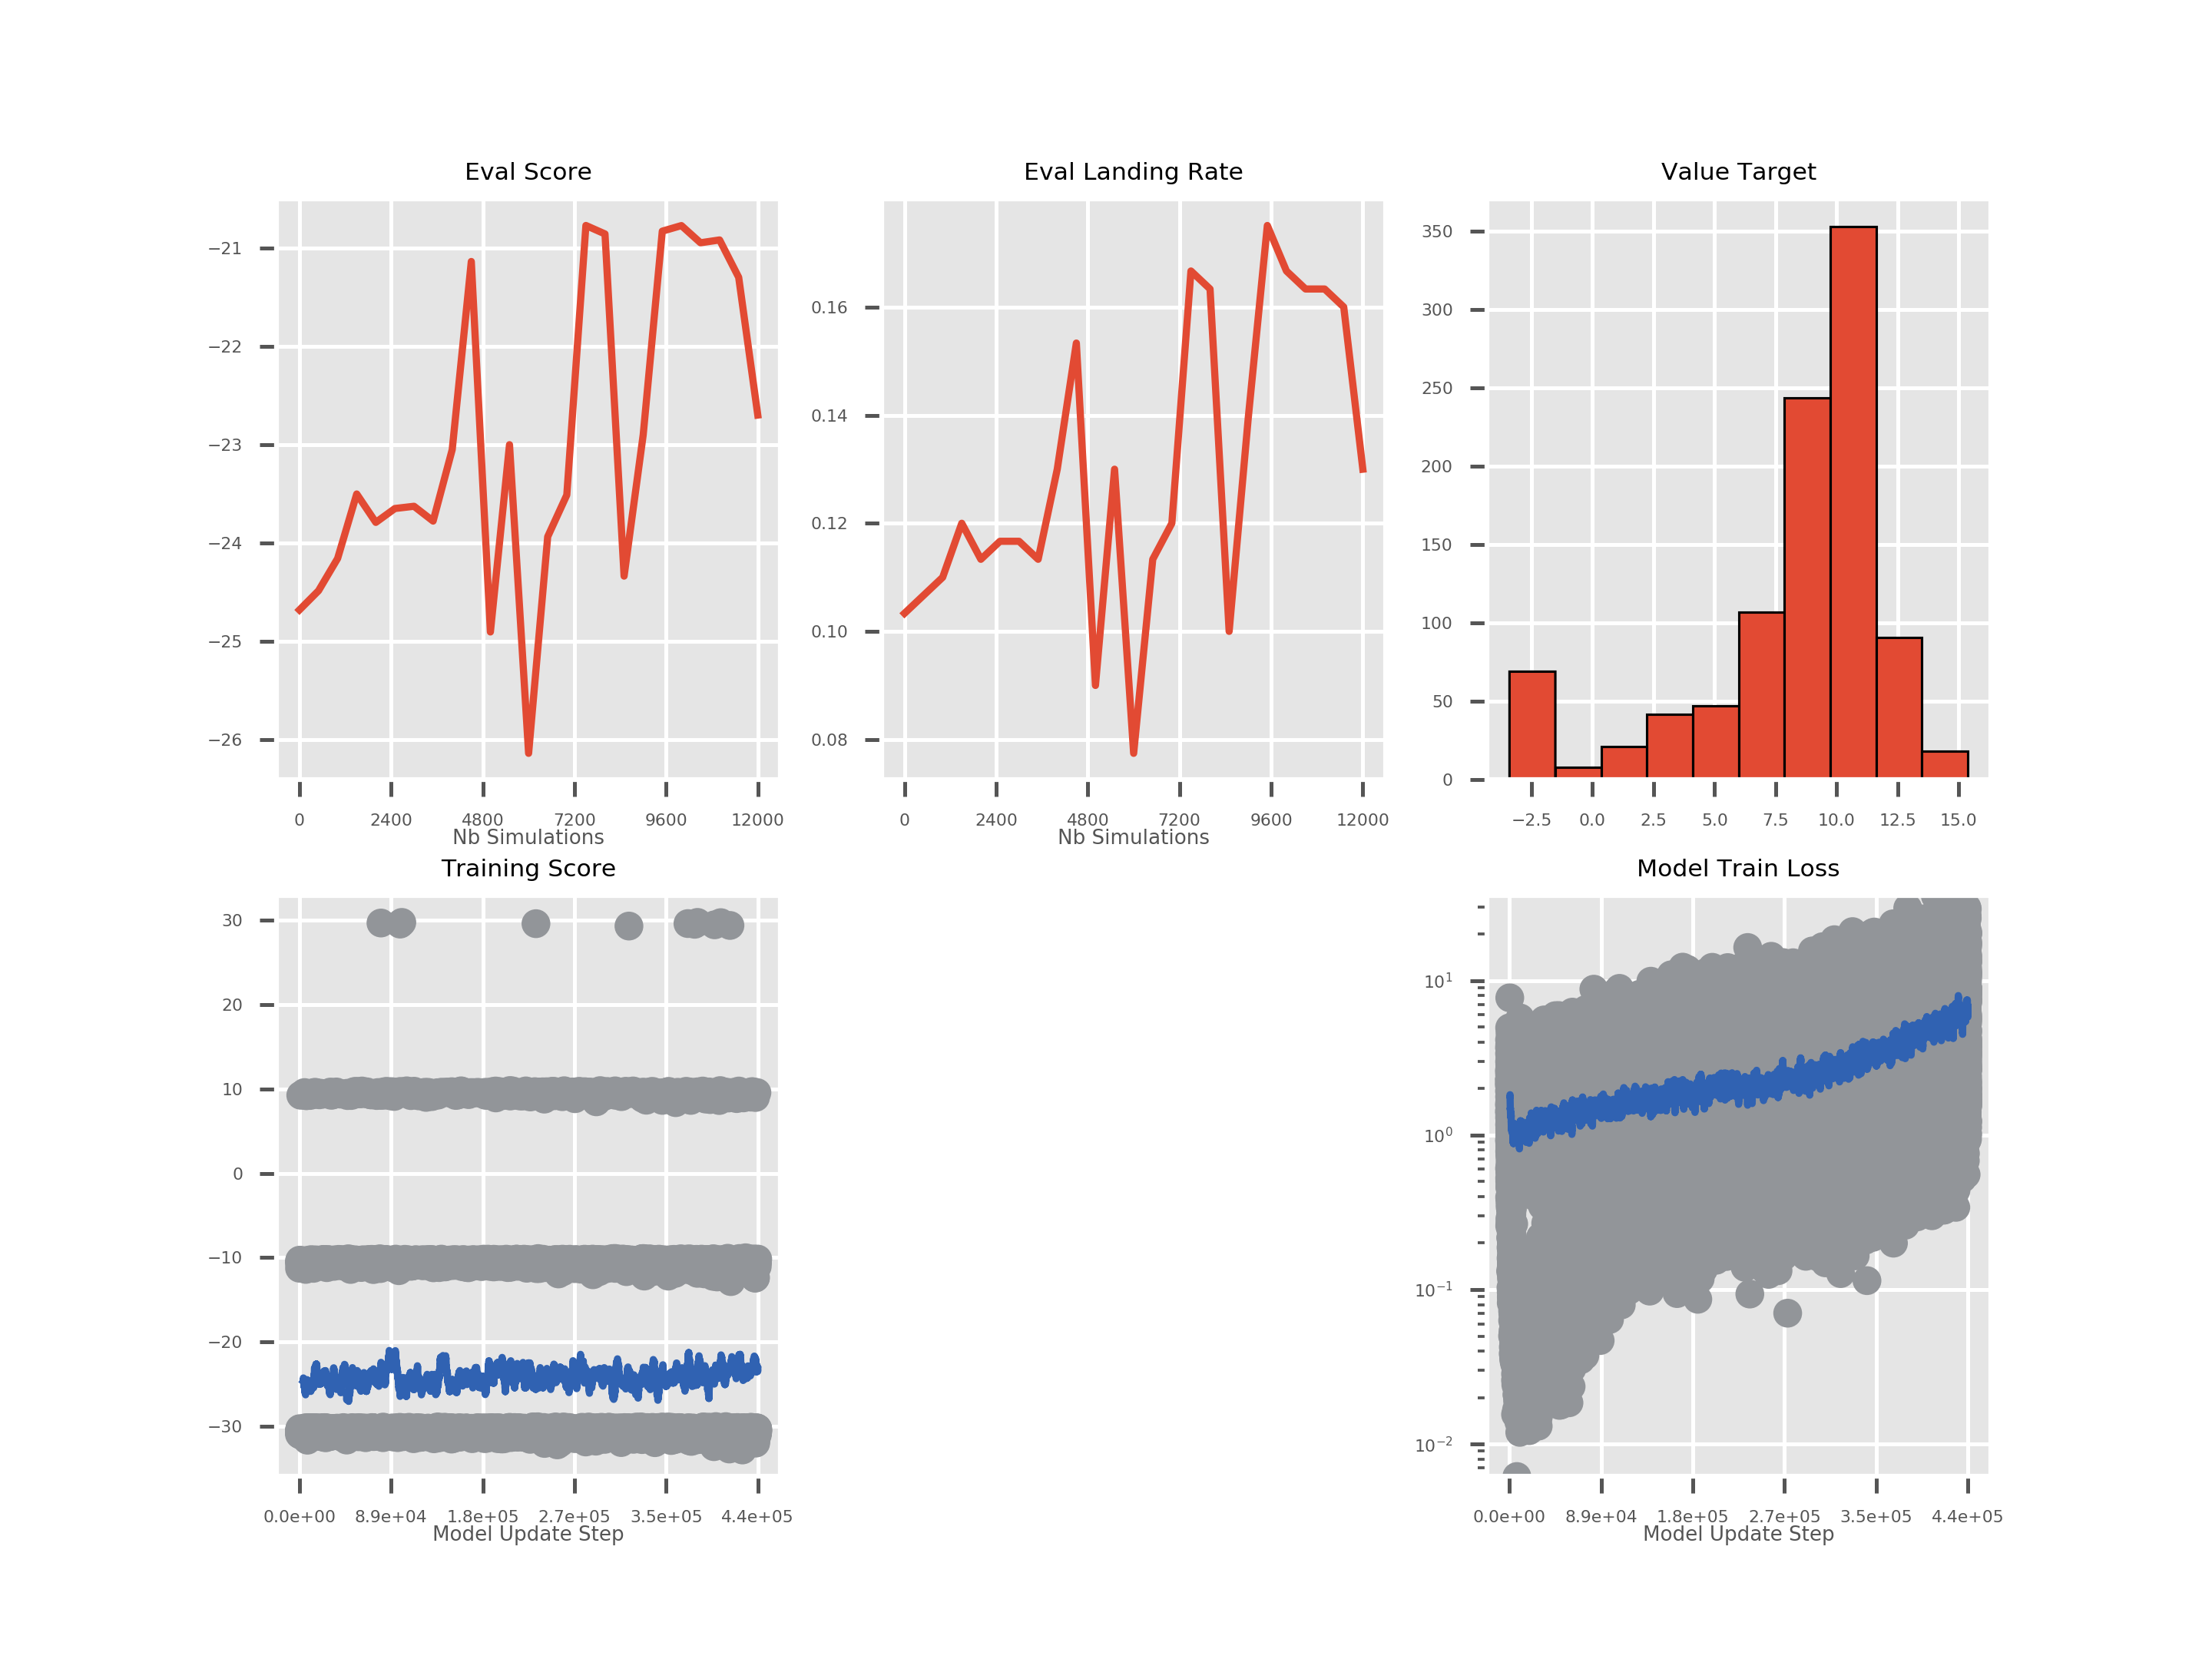 Eval Score
−21
−22
−23
−24
−25
−26
0 2400 4800 7200 9600 12000
Nb Simulations
Eval Landing Rate
0.16
0.14
0.12
0.10
0.08
0 2400 4800 7200 9600 12000
Nb Simulations
Value Target
350
300
250
200
150
100
50
0
−2.5 0.0 2.5 5.0 7.5 10.0 12.5 15.0
Training Score
30
20
10
0
−10
−20
−30
0.0e+00 8.9e+04 1.8e+05 2.7e+05 3.5e+05 4.4e+05
Model Update Step
Model Train Loss
10¹
10⁰
10⁻¹
10⁻²
0.0e+00 8.9e+04 1.8e+05 2.7e+05 3.5e+05 4.4e+05
Model Update Step